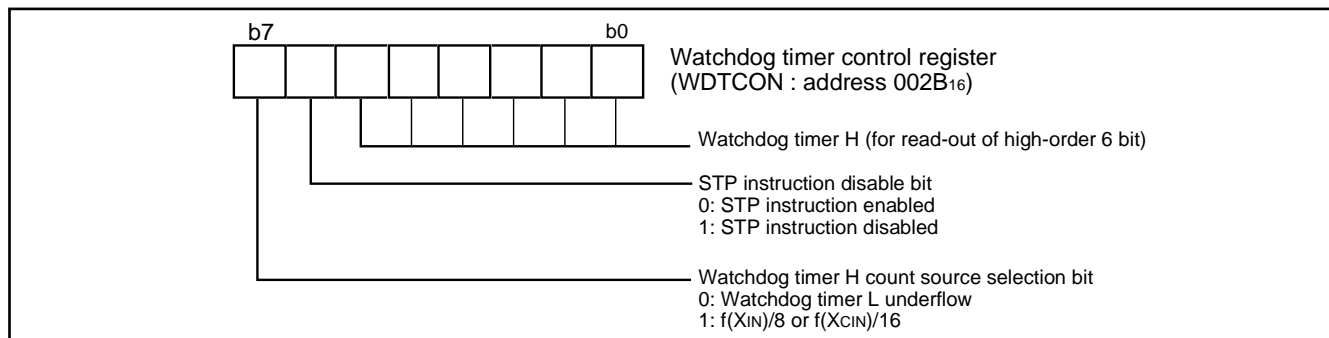 b7 b0
Watchdog timer control register
(WDTCON : address 002B16)
Watchdog timer H (for read-out of high-order 6 bit)
STP instruction disable bit
0: STP instruction enabled
1: STP instruction disabled
Watchdog timer H count source selection bit
0: Watchdog timer L underflow
1: f(XIN)/8 or f(XCIN)/16